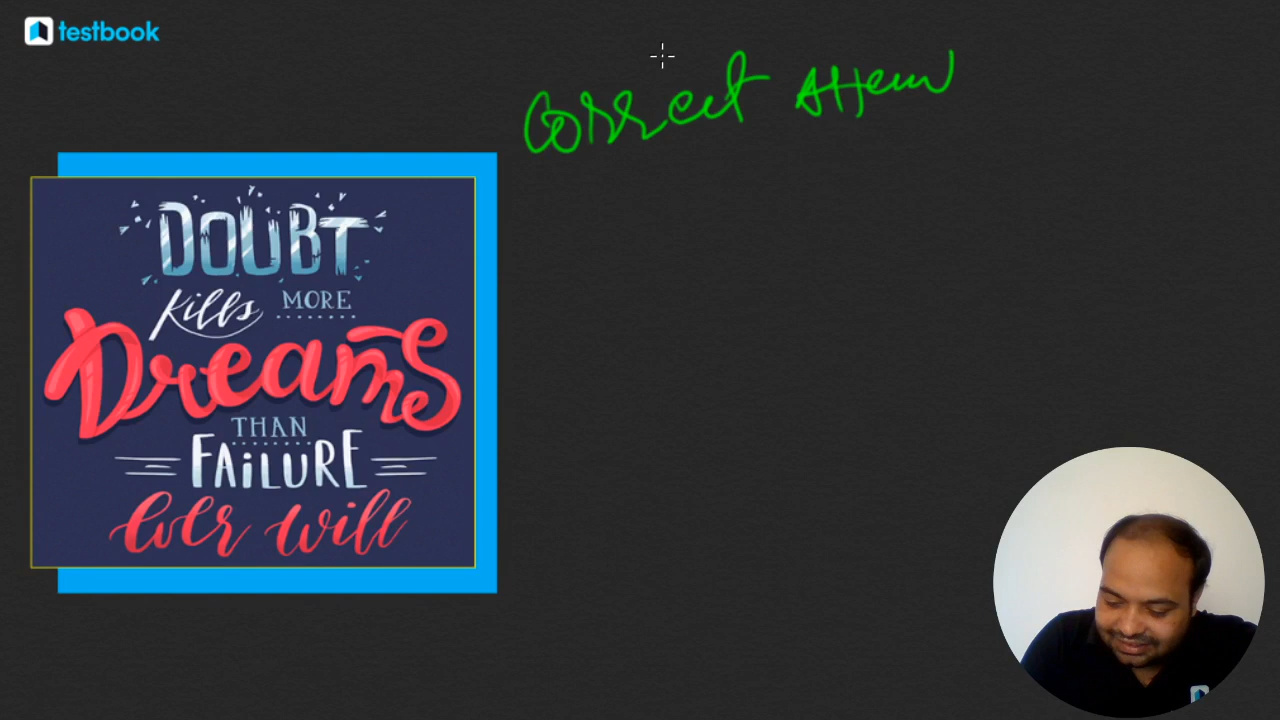 testbook
Correct Attem
DOUBT
Kills MORE
Dreams
THAN
FAiLURE
Ever will